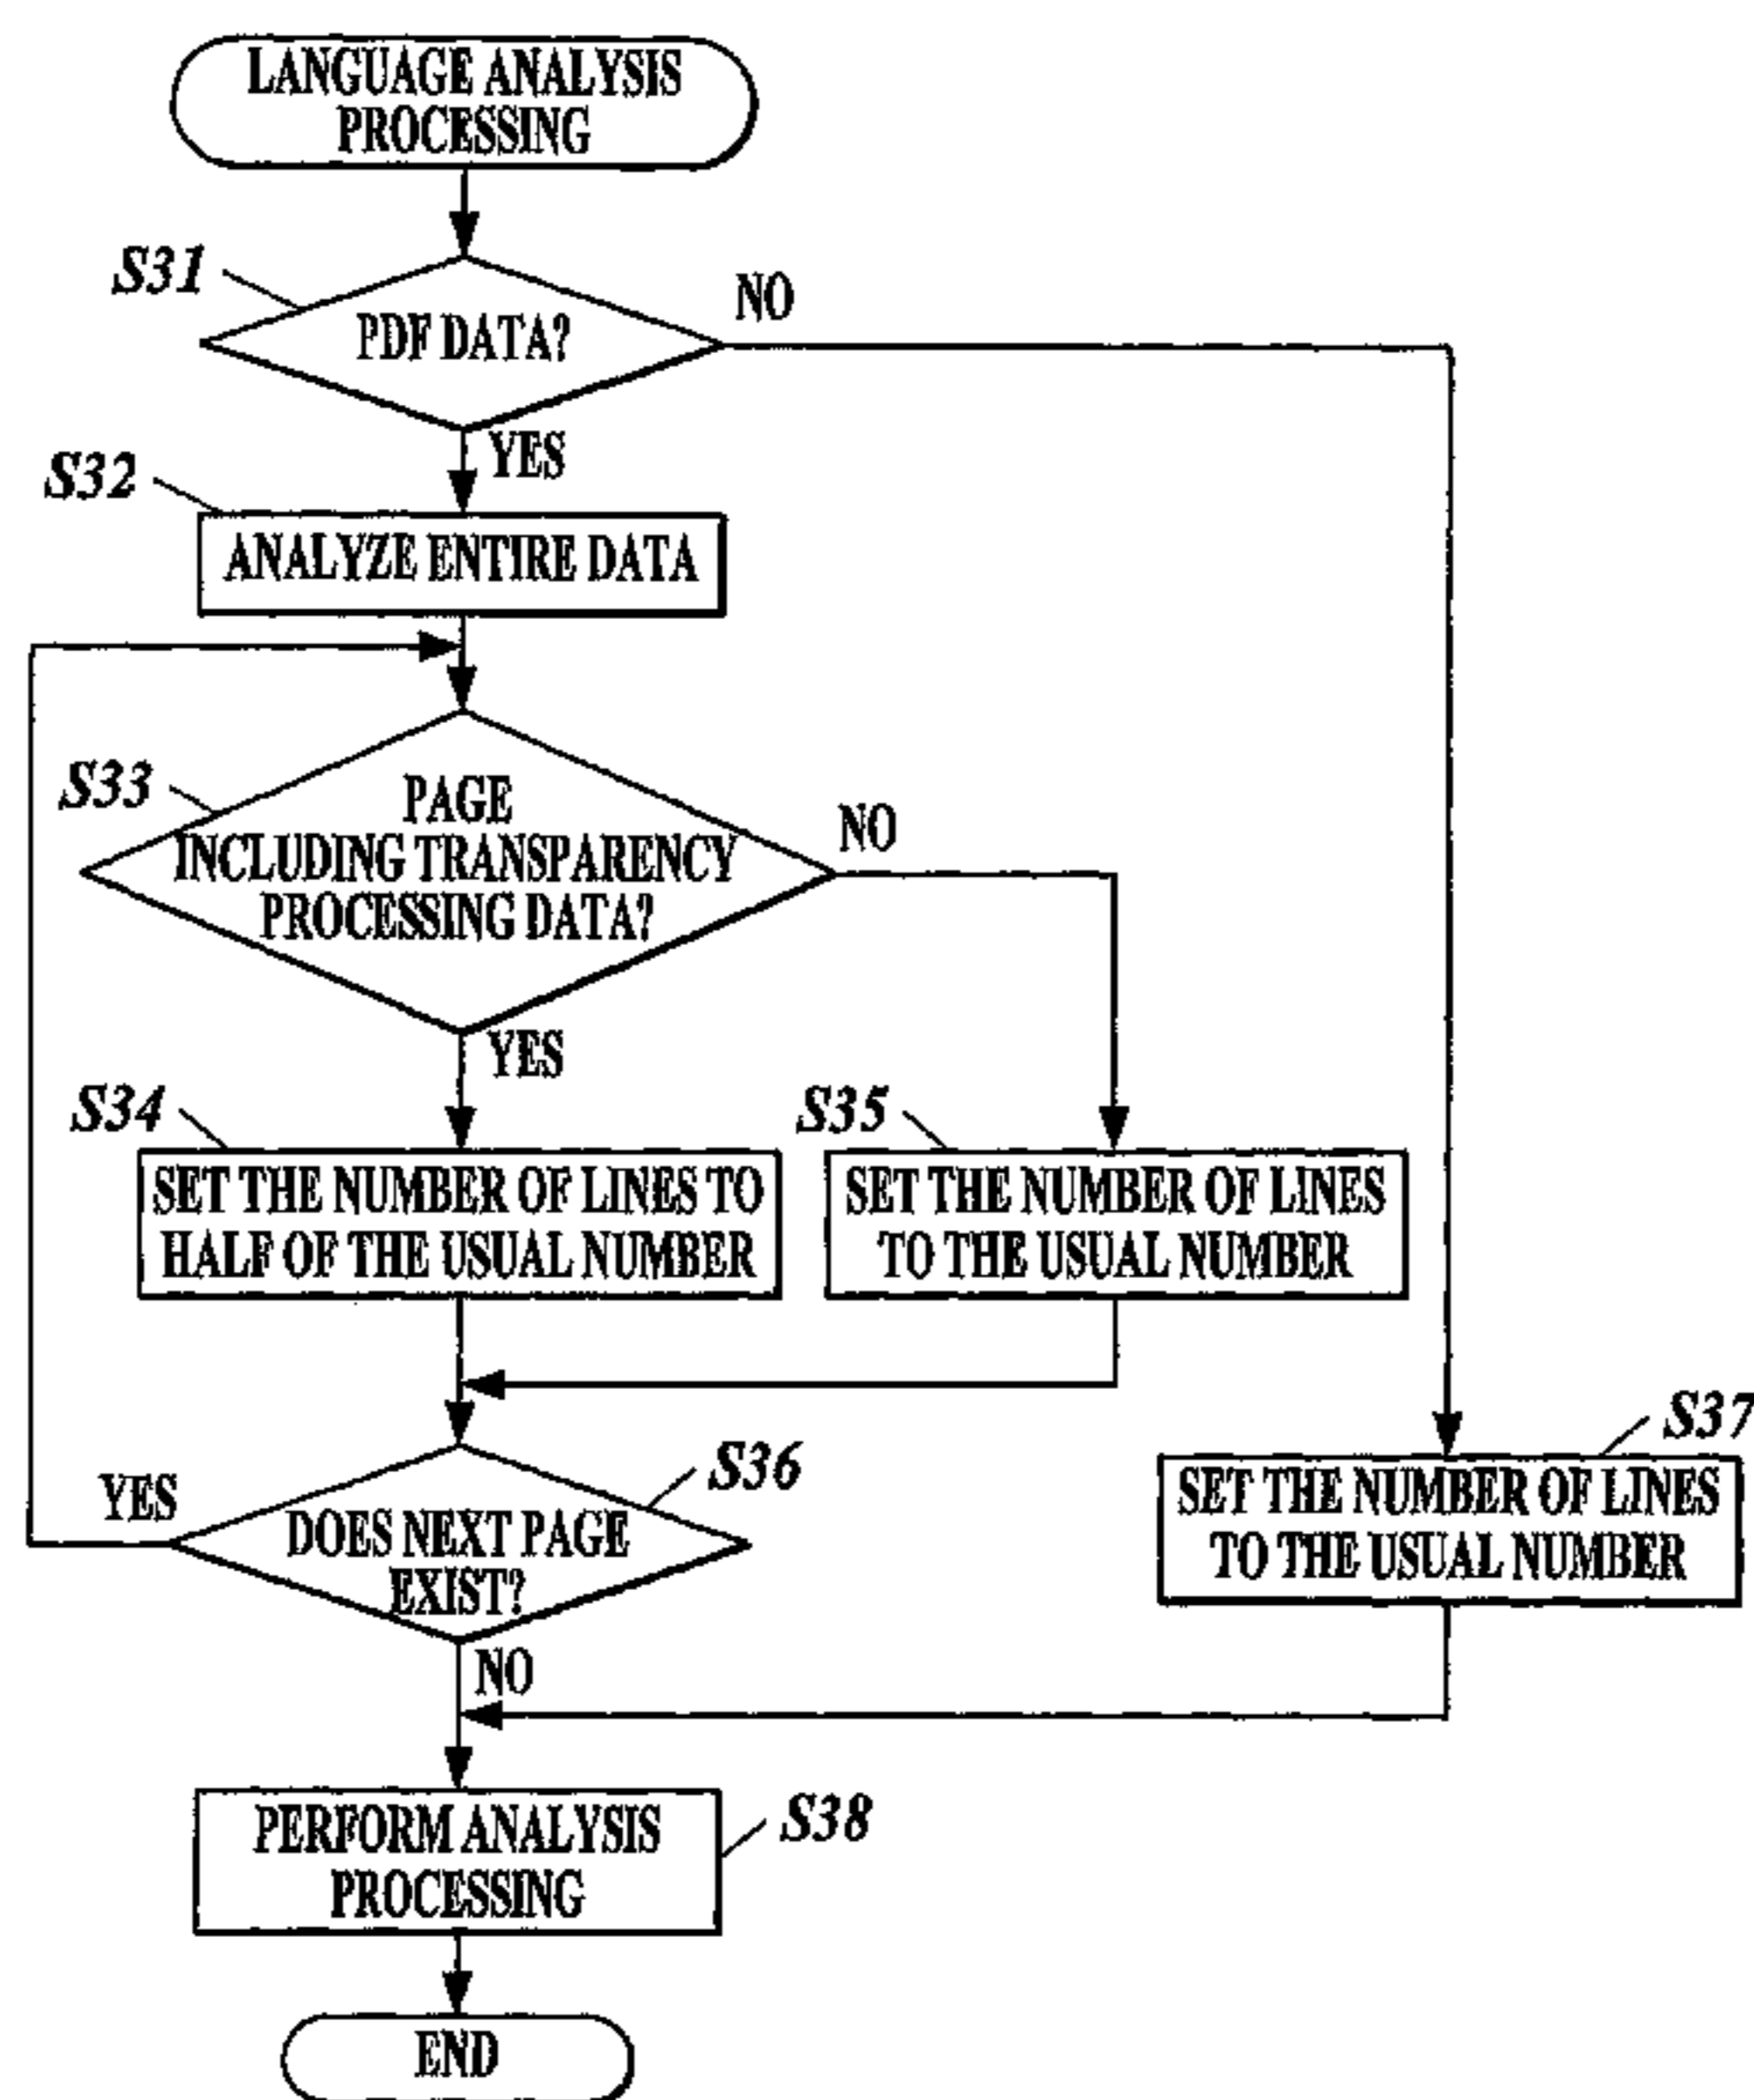 LANGUAGE ANALYSIS
PROCESSING
S31
PDF DATA?
NO
YES
S32
ANALYZE ENTIRE DATA
S33
PAGE
INCLUDING TRANSPARENCY
PROCESSING DATA?
NO
YES
S34
SET THE NUMBER OF LINES TO
HALF OF THE USUAL NUMBER
S35
SET THE NUMBER OF LINES
TO THE USUAL NUMBER
S36
DOES NEXT PAGE
EXIST?
YES
NO
S37
SET THE NUMBER OF LINES
TO THE USUAL NUMBER
S38
PERFORM ANALYSIS
PROCESSING
END